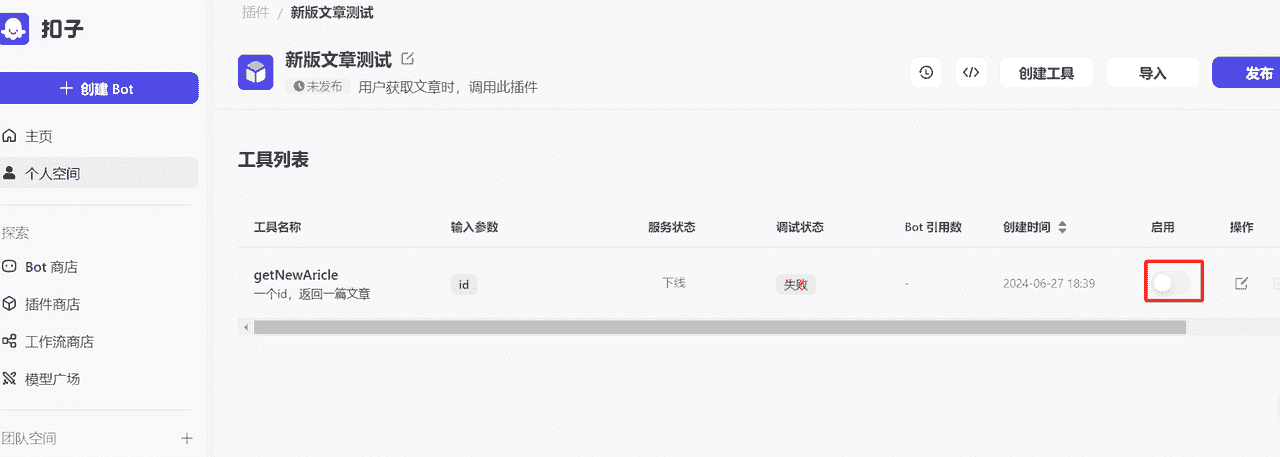 插件 / 新版文章测试
扣子
新版文章测试
未发布 用户获取文章时，调用此插件
创建工具 导入 发布
+ 创建 Bot
主页
个人空间
探索
Bot 商店
插件商店
工作流商店
模型广场
团队空间 +
工具列表
工具名称 输入参数 服务状态 调试状态 Bot 引用数 创建时间 启用 操作
getNewAricle
一个id，返回一篇文章
id 下线 失败 - 2024-06-27 18:39